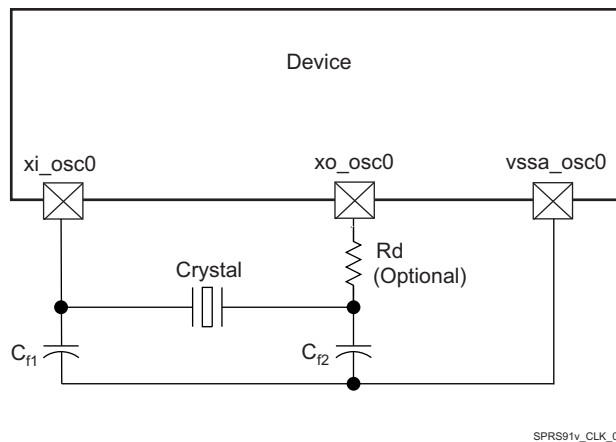 Device
xi_osc0
xo_osc0
vssa_osc0
Rd
(Optional)
Crystal
Cf1
Cf2